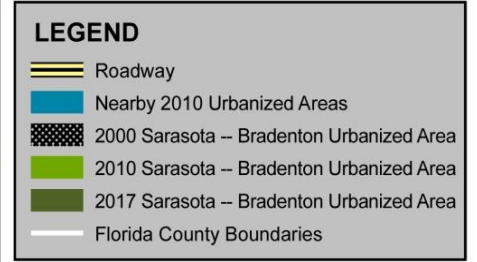 LEGEND
Roadway
Nearby 2010 Urbanized Areas
2000 Sarasota -- Bradenton Urbanized Area
2010 Sarasota -- Bradenton Urbanized Area
2017 Sarasota -- Bradenton Urbanized Area
Florida County Boundaries